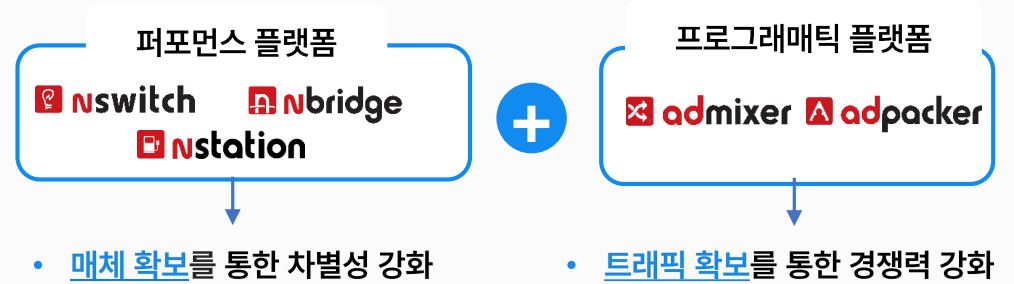 퍼포먼스 플랫폼
nswitch
nbridge
nstation
프로그래매틱 플랫폼
admixer
adpacker
• 매체 확보를 통한 차별성 강화
• 트래픽 확보를 통한 경쟁력 강화